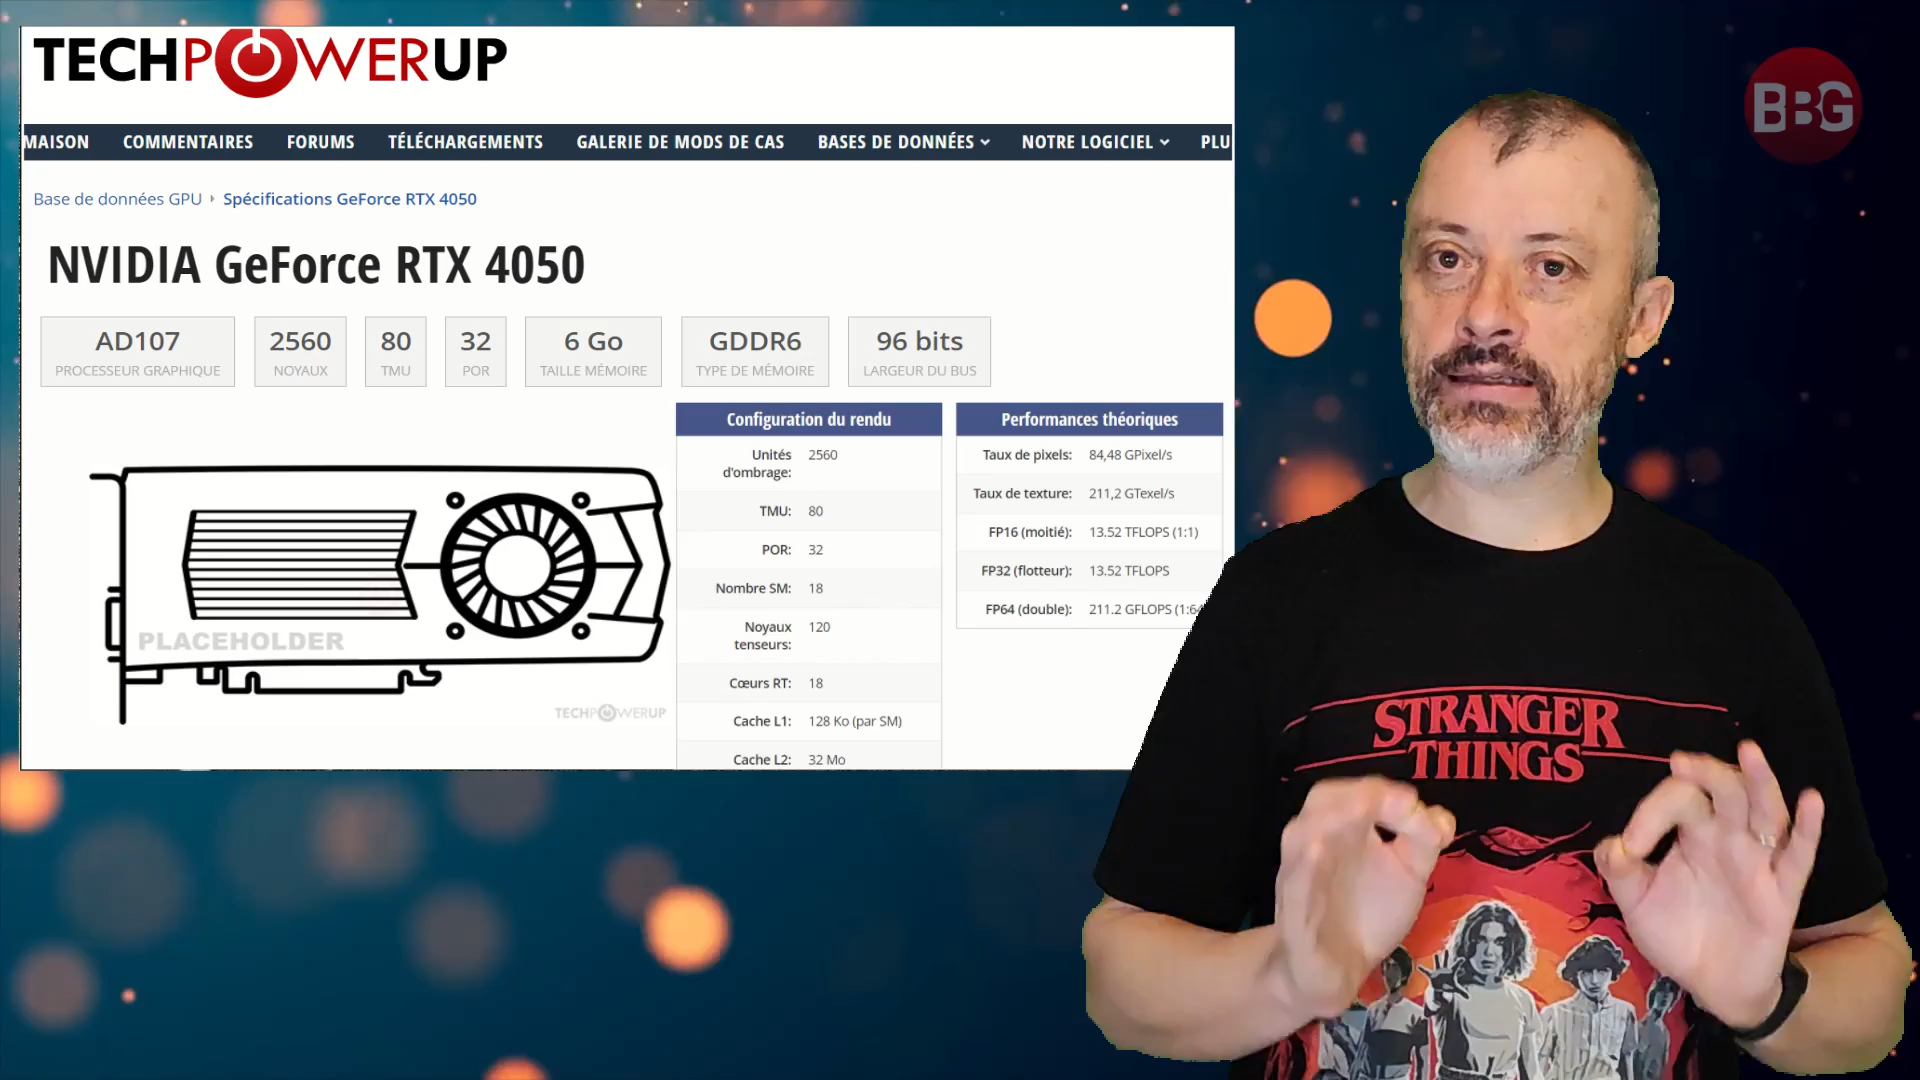 TECHPOWERUP
MAISON COMMENTAIRES FORUMS TÉLÉCHARGEMENTS GALERIE DE MODS DE CAS BASES DE DONNÉES NOTRE LOGICIEL PLU
Base de données GPU Spécifications GeForce RTX 4050
NVIDIA GeForce RTX 4050
AD107 2560 80 32 6 Go GDDR6 96 bits
PROCESSEUR GRAPHIQUE NOYAUX TMU POR TAILLE MÉMOIRE TYPE DE MÉMOIRE LARGEUR DU BUS
PLACEHOLDER
TECHPOWERUP
Configuration du rendu
Unités d'ombrage: 2560
TMU: 80
POR: 32
Nombre SM: 18
Noyaux tenseurs: 120
Cœurs RT: 18
Cache L1: 128 Ko (par SM)
Cache L2: 32 Mo
Performances théoriques
Taux de pixels: 84,48 GPixel/s
Taux de texture: 211,2 GTexel/s
FP16 (moitié): 13.52 TFLOPS (1:1)
FP32 (flotteur): 13.52 TFLOPS
FP64 (double): 211.2 GFLOPS (1:64
BBG
STRANGER
THINGS